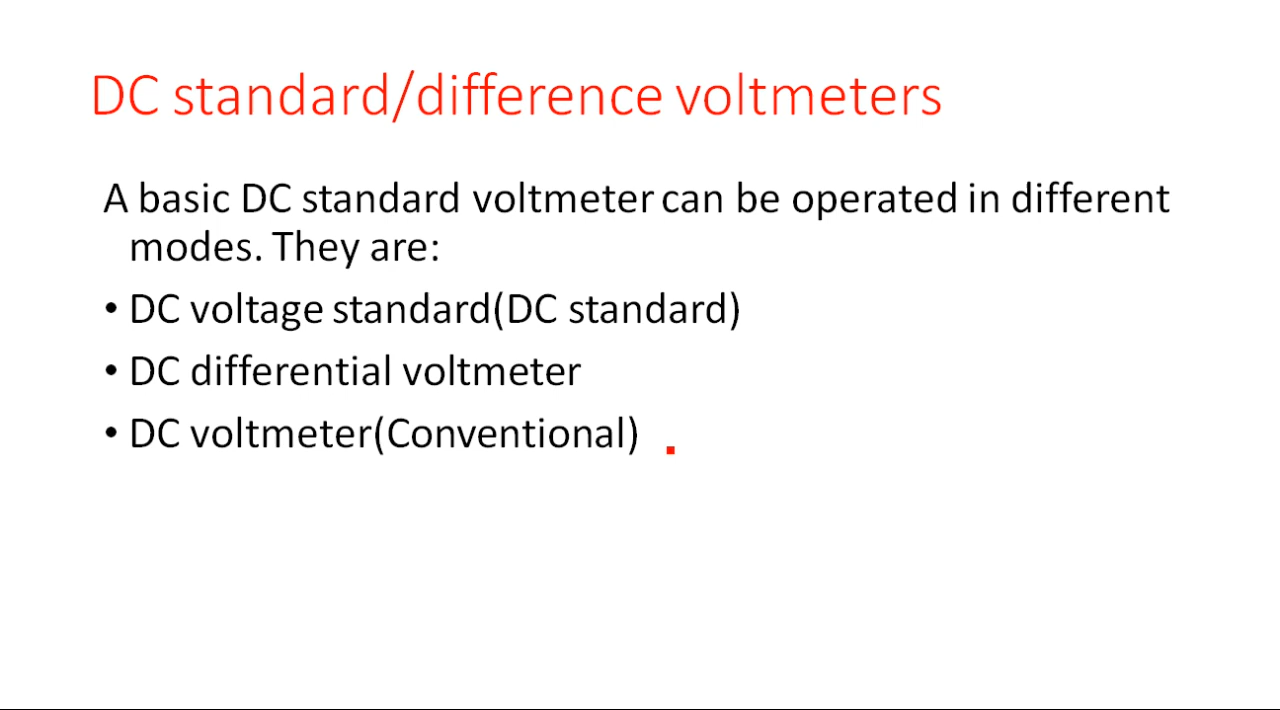 DC standard/difference voltmeters
A basic DC standard voltmeter can be operated in different
modes. They are:
• DC voltage standard(DC standard)
• DC differential voltmeter
• DC voltmeter(Conventional)